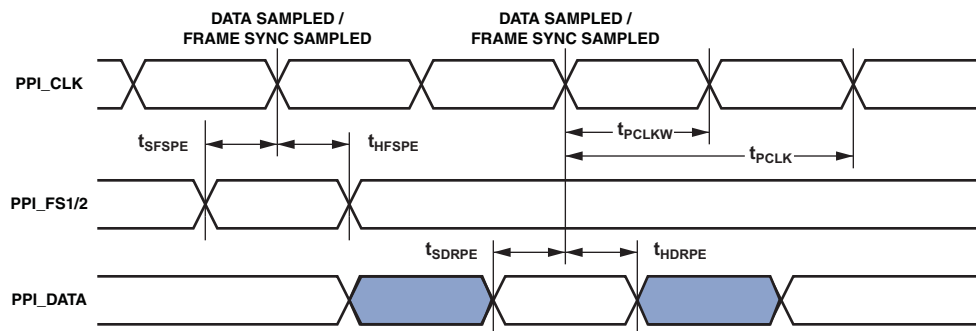 DATA SAMPLED /
FRAME SYNC SAMPLED
DATA SAMPLED /
FRAME SYNC SAMPLED
PPI_CLK
tSFSPE
tHFSPE
tPCLKW
tPCLK
PPI_FS1/2
tSDRPE
tHDRPE
PPI_DATA